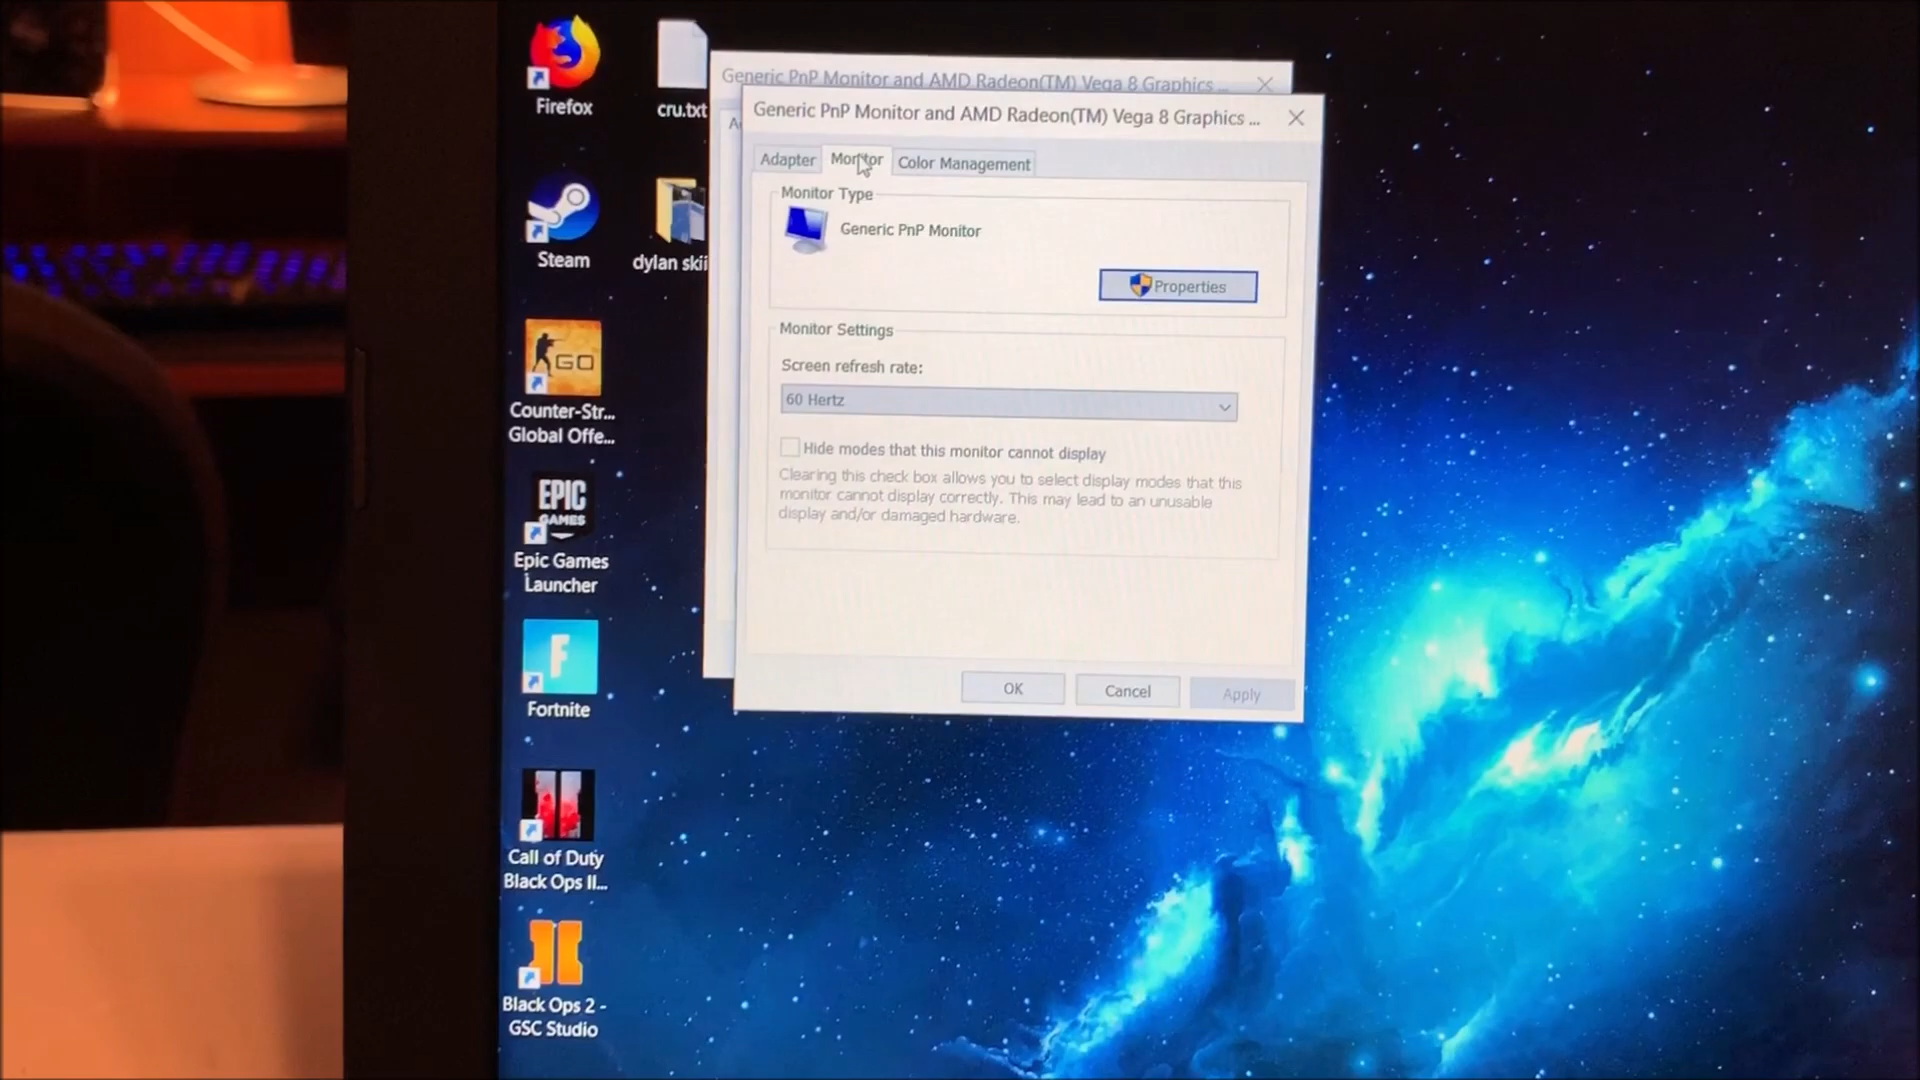 Firefox
cru.txt
Steam
dylan skii
GO
Counter-Str...
Global Offe...
EPIC
GAMES
Epic Games
Launcher
F
Fortnite
Call of Duty
Black Ops II...
Black Ops 2 -
GSC Studio
Generic PnP Monitor and AMD Radeon(TM) Vega 8 Graphics ...
Generic PnP Monitor and AMD Radeon(TM) Vega 8 Graphics ...
Adapter
Monitor
Color Management
Monitor Type
Generic PnP Monitor
Properties
Monitor Settings
Screen refresh rate:
60 Hertz
Hide modes that this monitor cannot display
Clearing this check box allows you to select display modes that this
monitor cannot display correctly. This may lead to an unusable
display and/or damaged hardware.
OK
Cancel
Apply